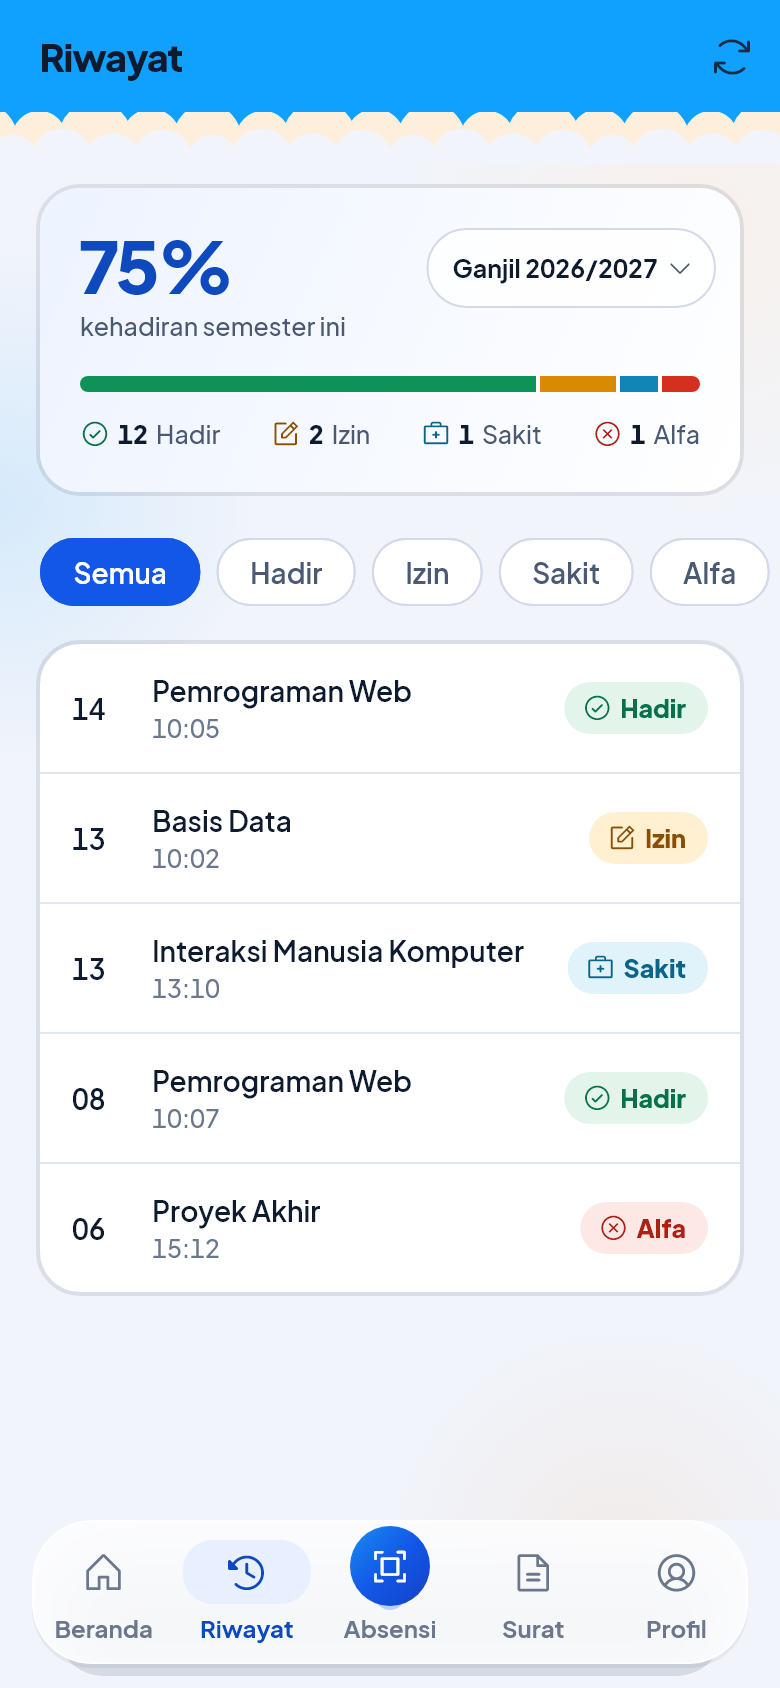 Riwayat
75%
Ganjil 2026/2027
kehadiran semester ini
12 Hadir
2 Izin
1 Sakit
1 Alfa
Semua
Hadir
Izin
Sakit
Alfa
14
Pemrograman Web
10:05
Hadir
13
Basis Data
10:02
Izin
13
Interaksi Manusia Komputer
13:10
Sakit
08
Pemrograman Web
10:07
Hadir
06
Proyek Akhir
15:12
Alfa
Beranda
Riwayat
Absensi
Surat
Profil